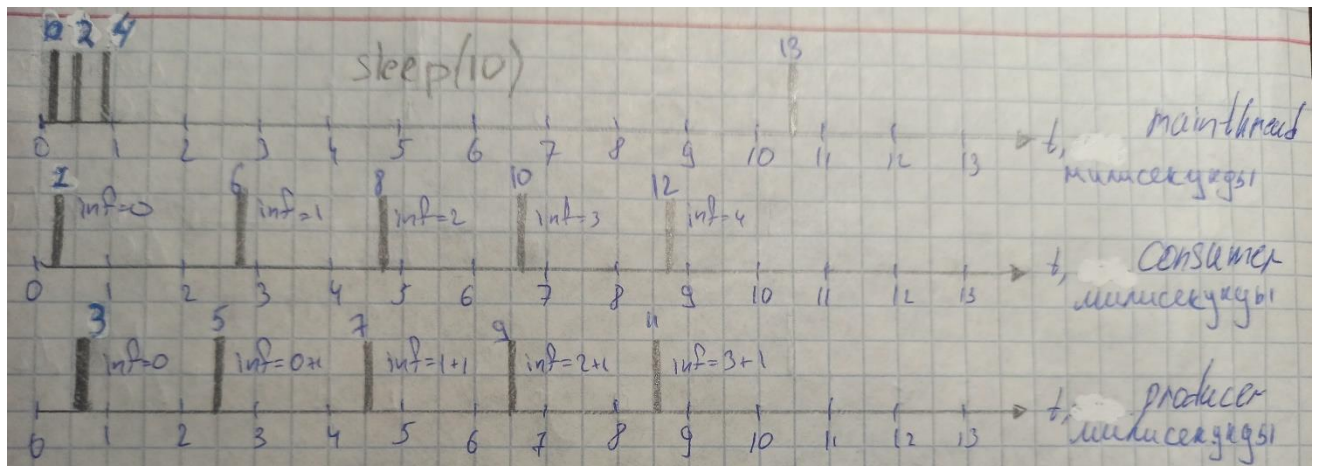 0 2 4
sleep(10)
13
0 1 2 3 4 5 6 7 8 9 10 11 12 13 t, mainthread
милисекунды
1 inf=0 6 inf=1 8 inf=2 10 inf=3 12 inf=4
0 1 2 3 4 5 6 7 8 9 10 11 12 13 t, consumer
милисекунды
3 inf=0 5 inf=0+1 7 inf=1+1 9 inf=2+1 11 inf=3+1
0 1 2 3 4 5 6 7 8 9 10 11 12 13 t, producer
милисекунды